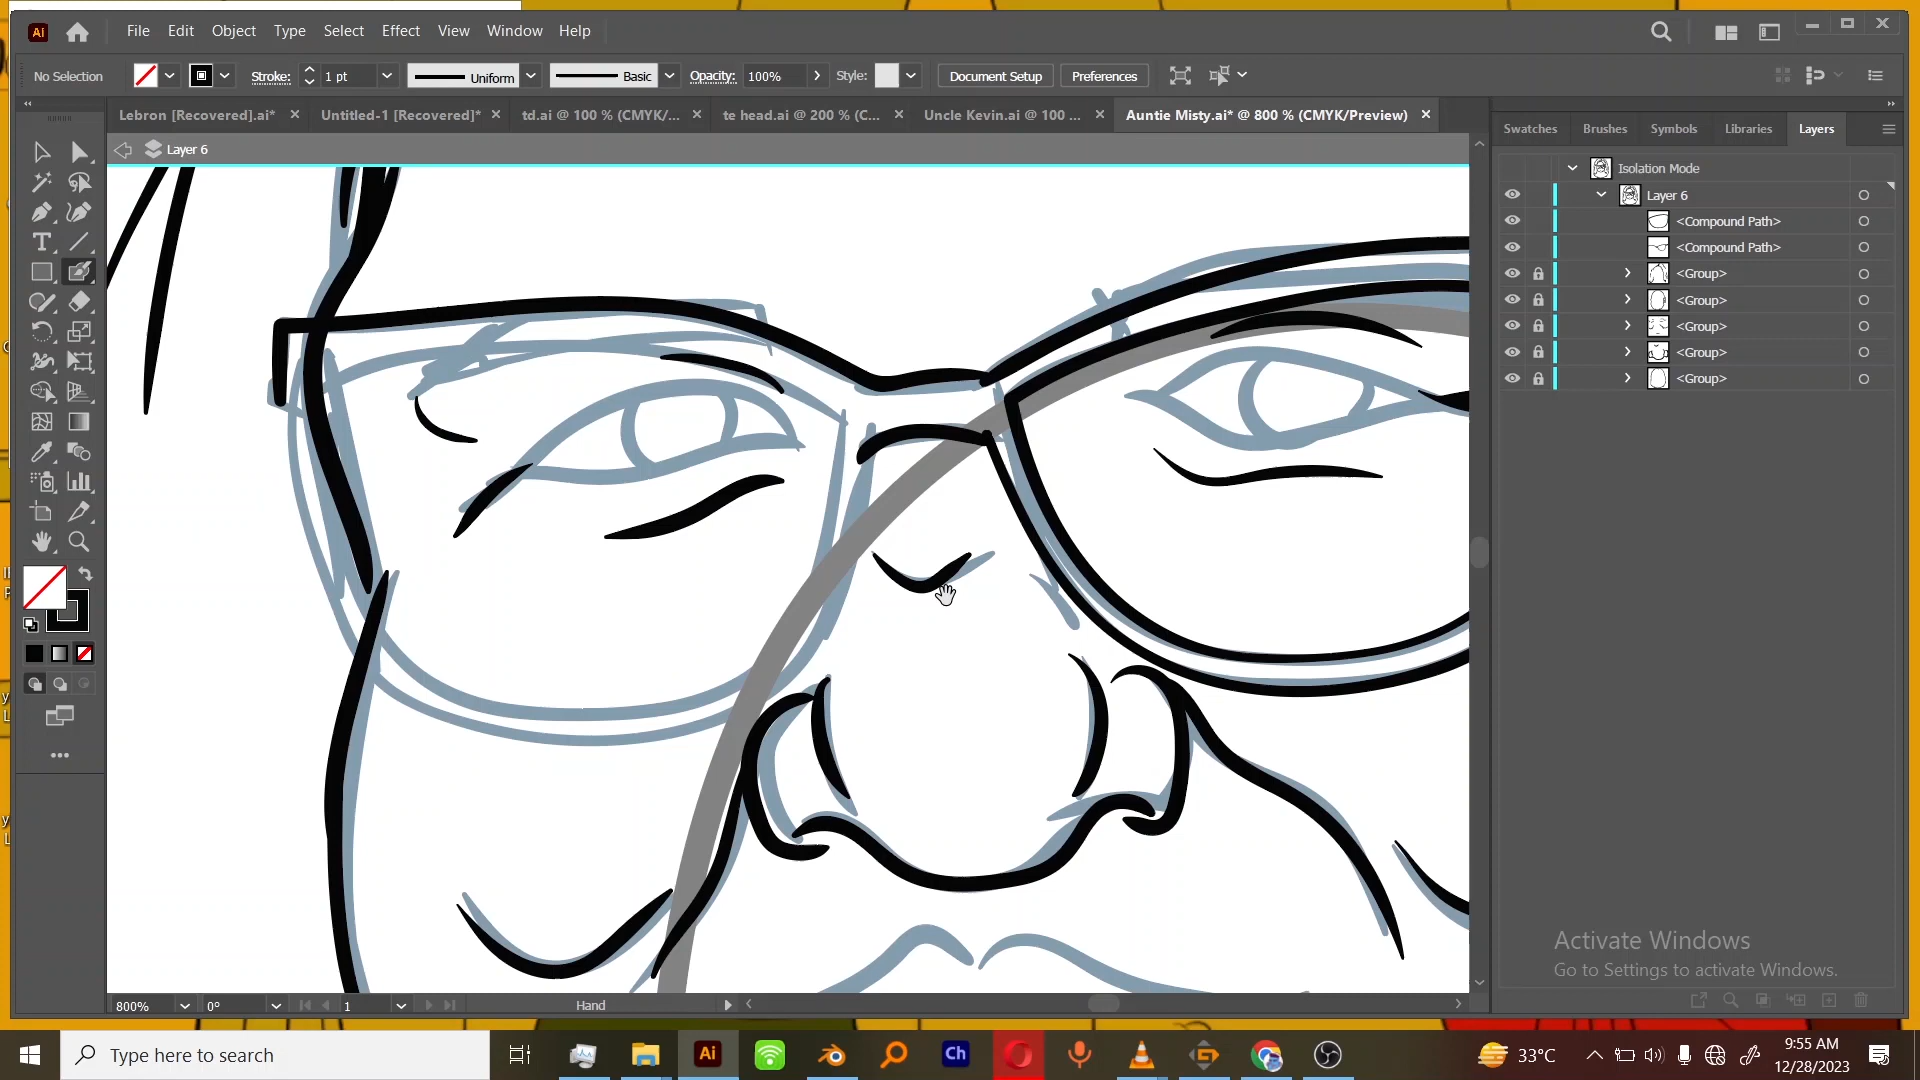 Ai File Edit Object Type Select Effect View Window Help
No Selection Stroke: 1 pt Uniform Basic Opacity: 100% Style: Document Setup Preferences
Lebron [Recovered].ai* Untitled-1 [Recovered]* td.ai @ 100 % (CMYK/... te head.ai @ 200 % (C... Uncle Kevin.ai @ 100 ... Auntie Misty.ai* @ 800 % (CMYK/Preview)
Layer 6
Swatches Brushes Symbols Libraries Layers
Isolation Mode
Layer 6
<Compound Path>
<Compound Path>
<Group>
<Group>
<Group>
<Group>
<Group>
Activate Windows
Go to Settings to activate Windows.
800% 0° 1 Hand
Type here to search Ai Ch 33°C 9:55 AM
12/28/2023